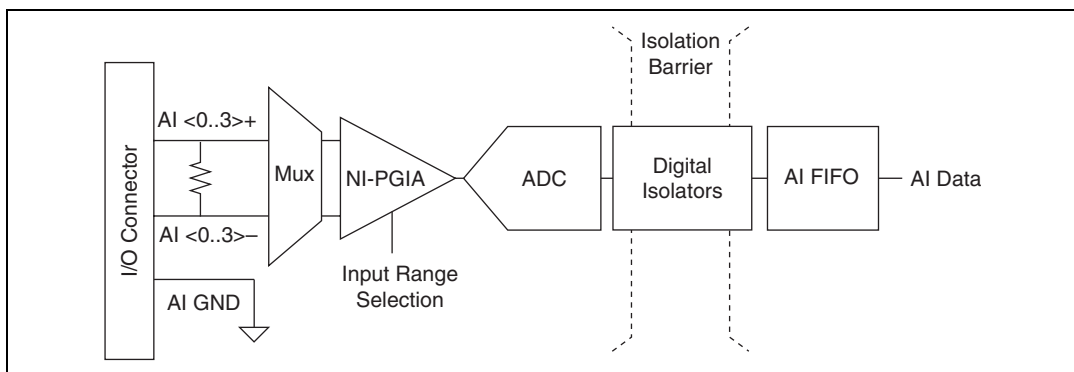 Isolation
Barrier
I/O Connector
AI <0..3>+
AI <0..3>–
AI GND
Mux
NI-PGIA
Input Range
Selection
ADC
Digital
Isolators
AI FIFO
AI Data